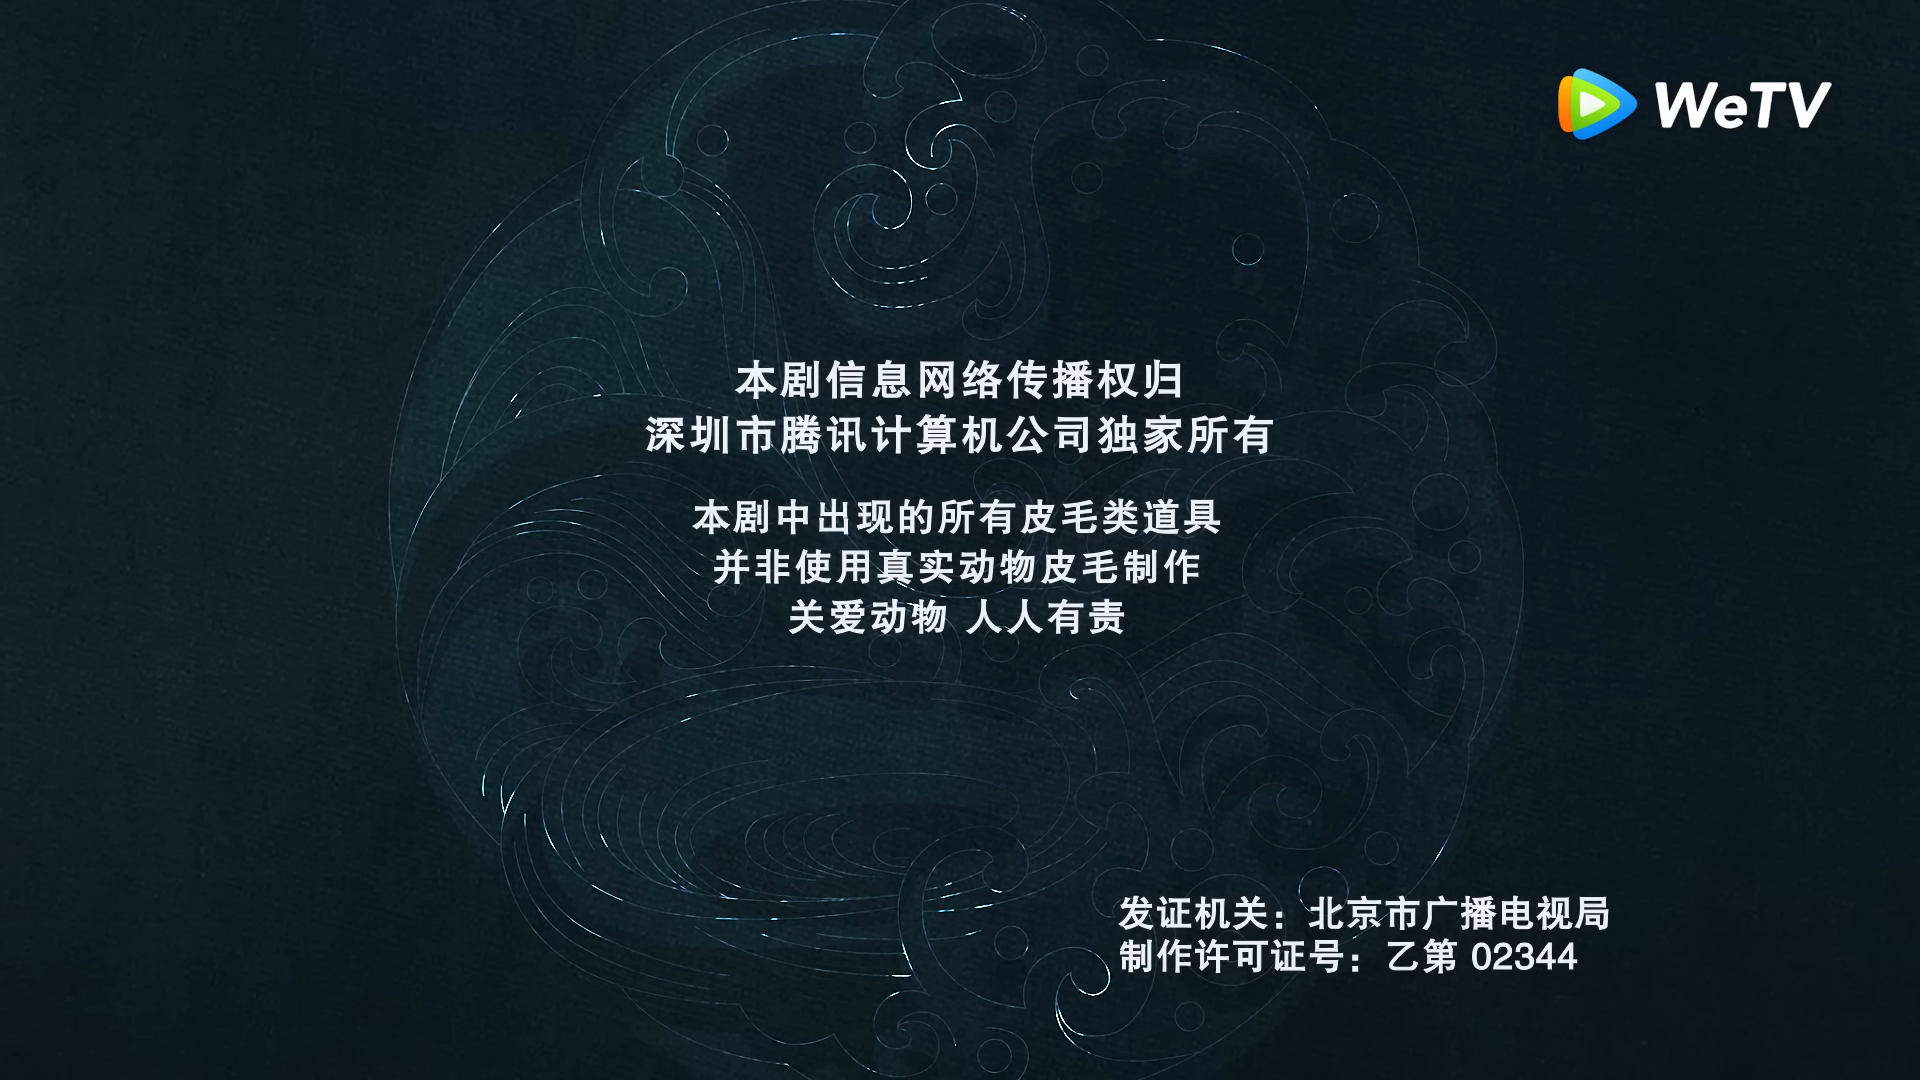 WeTV
本剧信息网络传播权归
深圳市腾讯计算机公司独家所有
本剧中出现的所有皮毛类道具
并非使用真实动物皮毛制作
关爱动物 人人有责
发证机关：北京市广播电视局
制作许可证号：乙第 02344